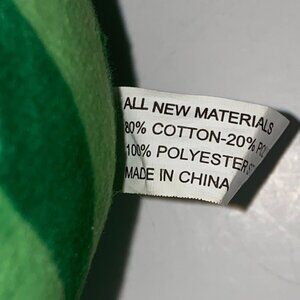 ALL NEW MATERIALS
80% COTTON-20%
100% POLYESTER
MADE IN CHINA